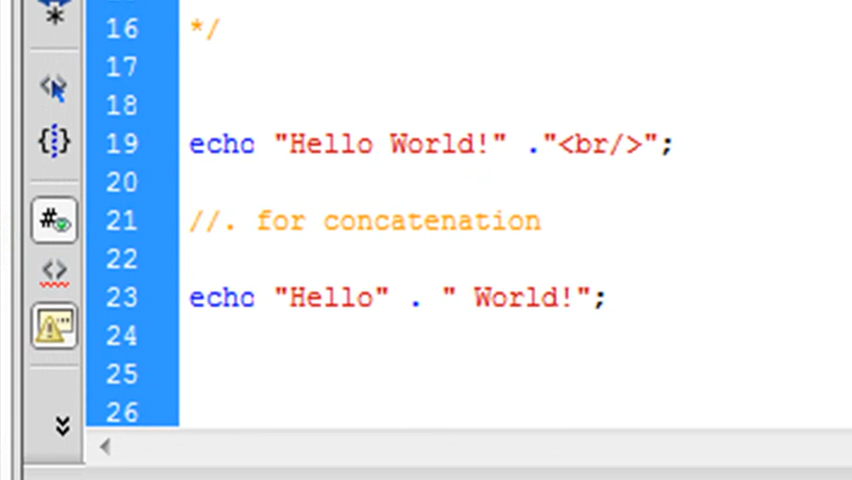 16 */
17
18
19 echo "Hello World!" ."<br/>";
20
21 //. for concatenation
22
23 echo "Hello" . " World!";
24
25
26